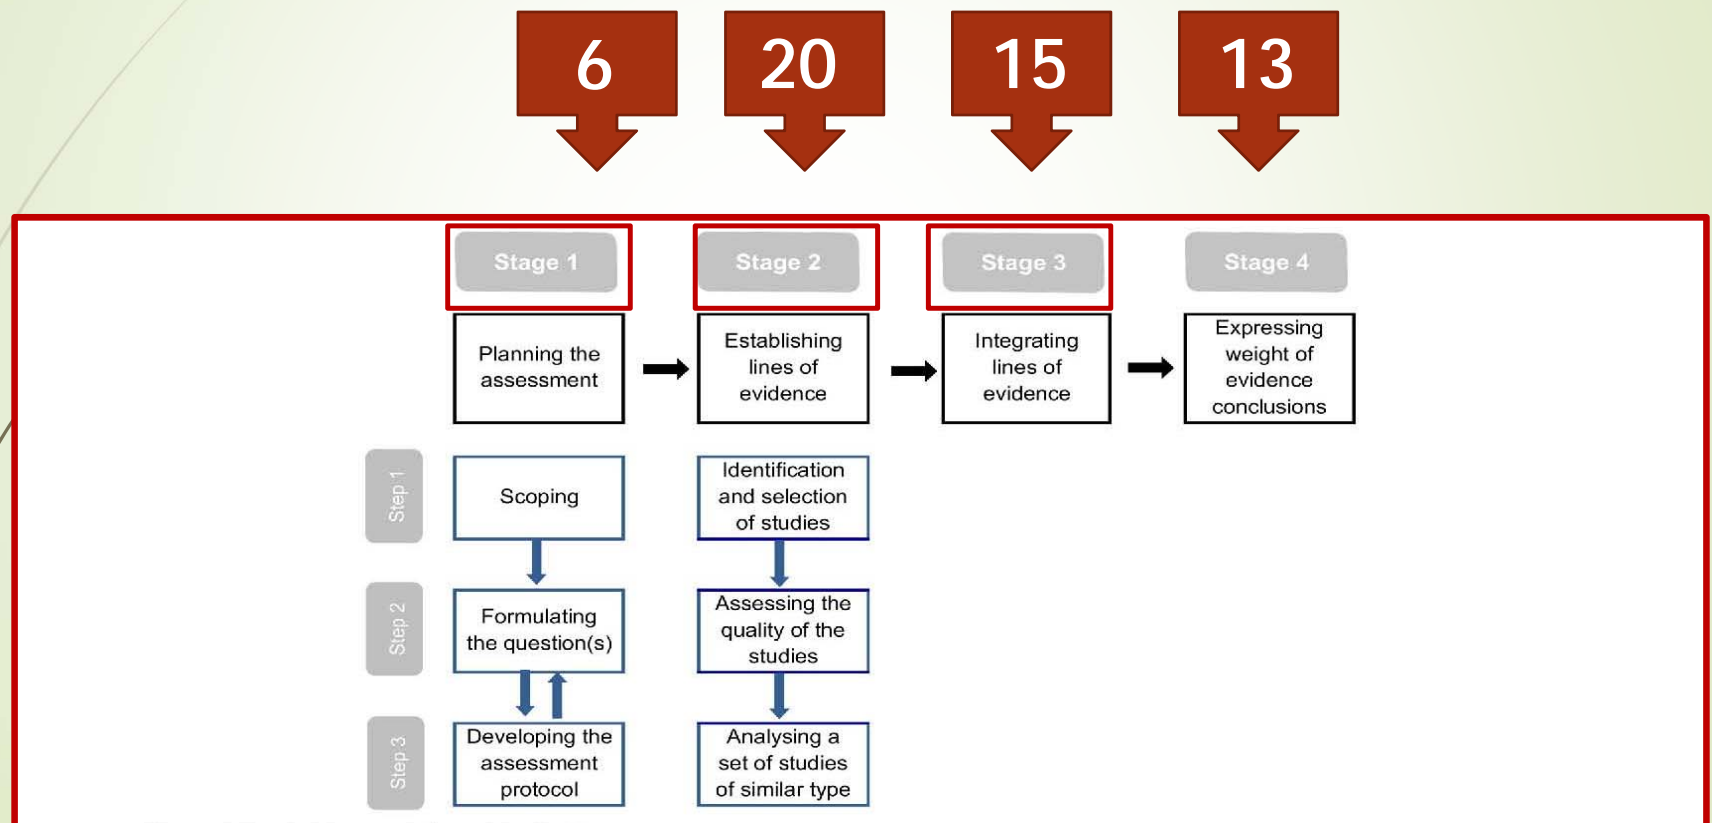 6
20
15
13
Stage 1
Stage 2
Stage 3
Stage 4
Planning the
assessment
Establishing
lines of
evidence
Integrating
lines of
evidence
Expressing
weight of
evidence
conclusions
Step 1
Scoping
Identification
and selection
of studies
Step 2
Formulating
the question(s)
Assessing the
quality of the
studies
Step 3
Developing the
assessment
protocol
Analysing a
set of studies
of similar type